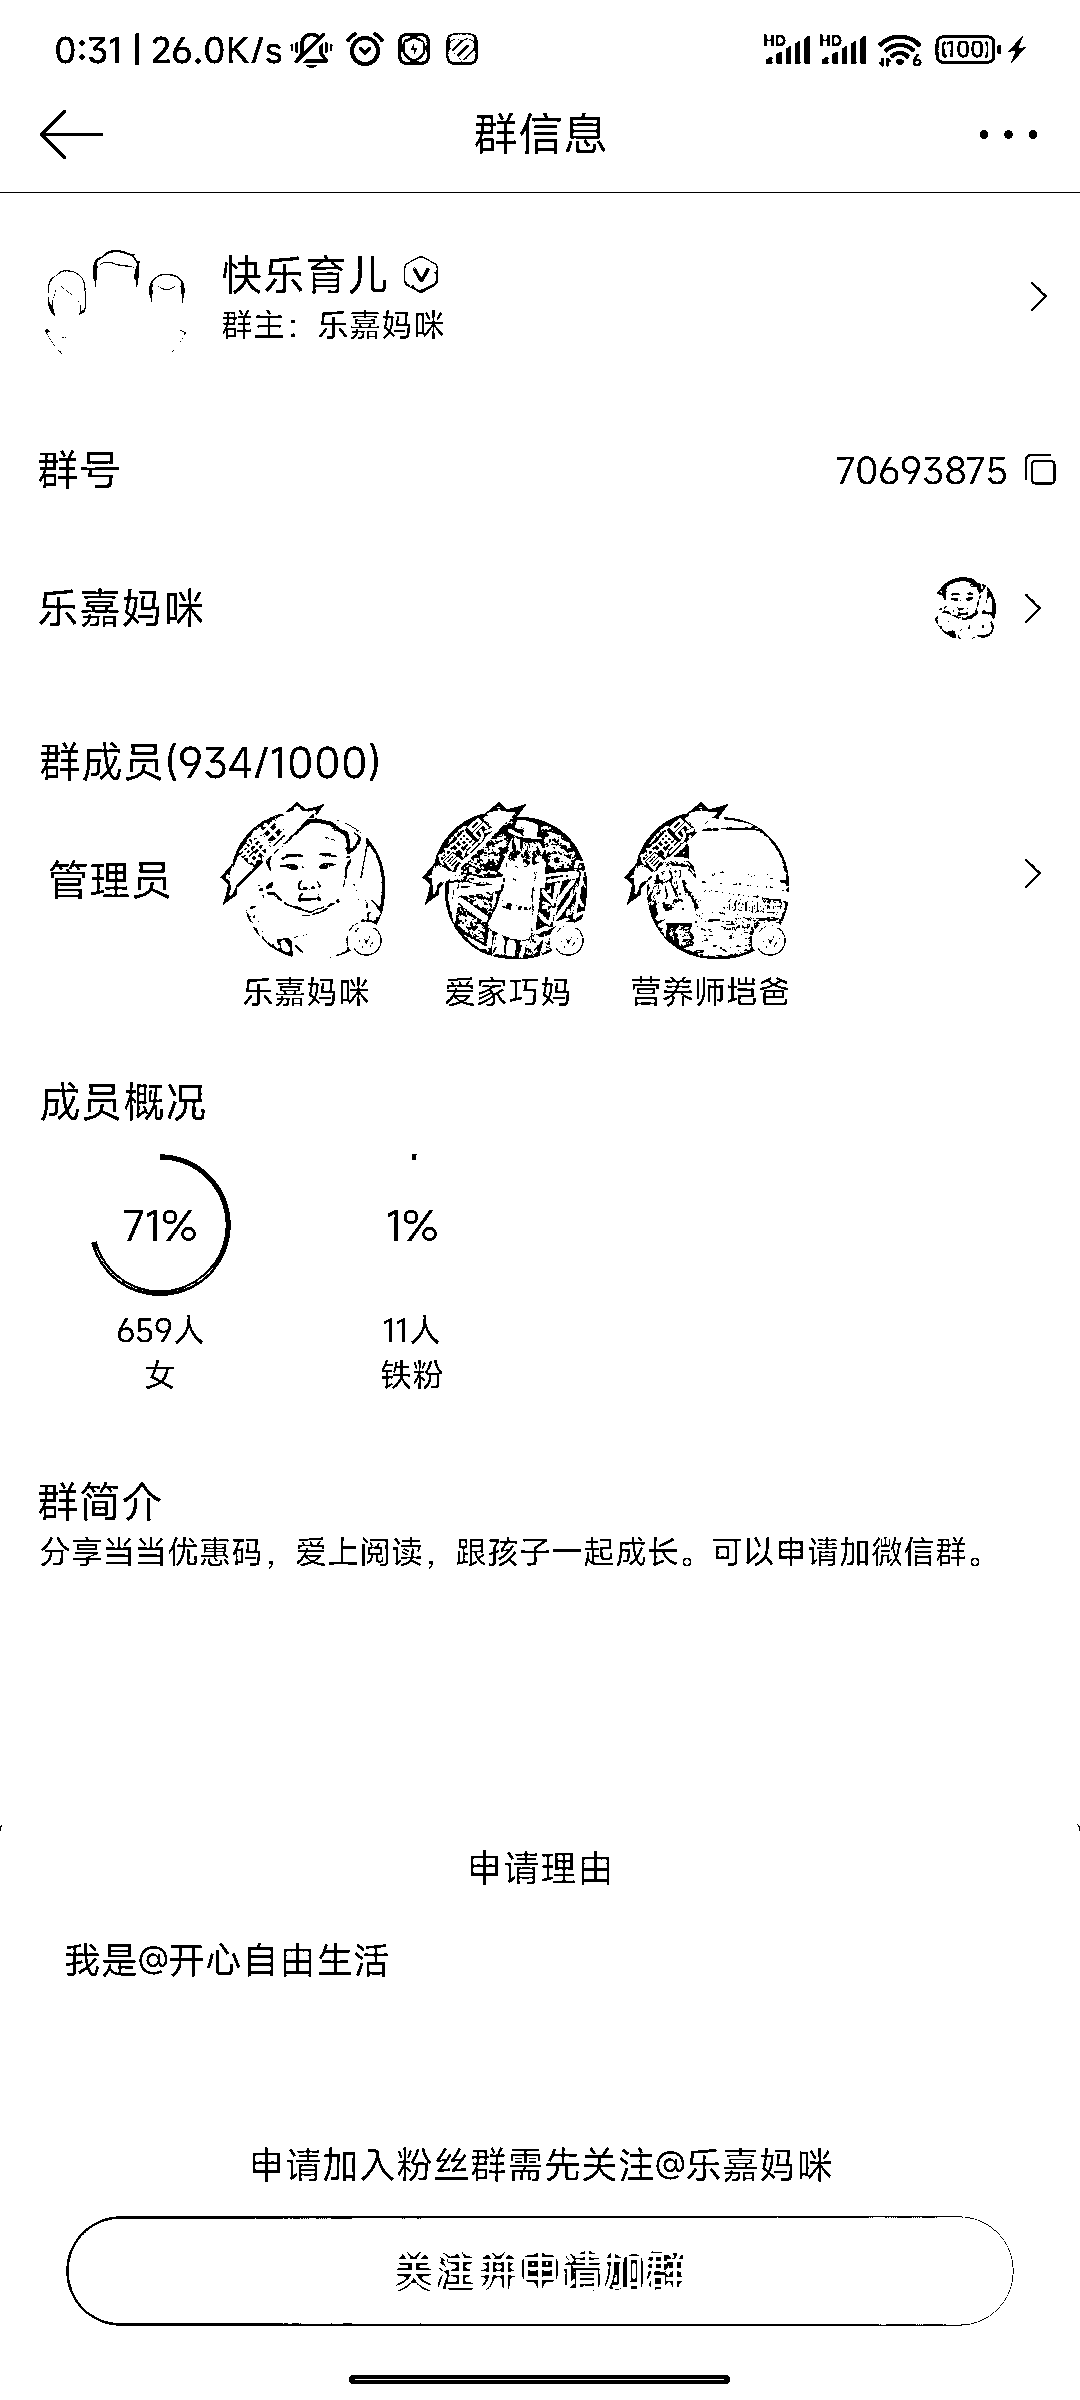 0:31 | 26.0K/s HD HD 6 100
群信息
快乐育儿
群主：乐嘉妈咪
群号 70693875
乐嘉妈咪
群成员(934/1000)
管理员
群主 管理员 管理员
乐嘉妈咪 爱家巧妈 营养师垲爸
成员概况
71% 1%
659人 11人
女 铁粉
群简介
分享当当优惠码，爱上阅读，跟孩子一起成长。可以申请加微信群。
申请理由
我是@开心自由生活
申请加入粉丝群需先关注@乐嘉妈咪
关注并申请加群